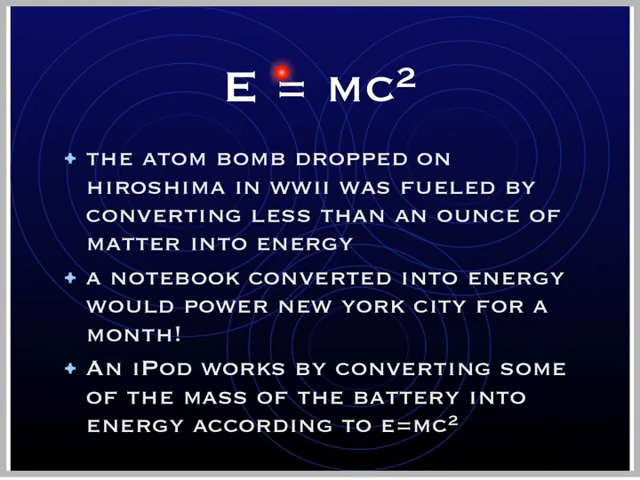 E = MC²
THE ATOM BOMB DROPPED ON
HIROSHIMA IN WWII WAS FUELED BY
CONVERTING LESS THAN AN OUNCE OF
MATTER INTO ENERGY
A NOTEBOOK CONVERTED INTO ENERGY
WOULD POWER NEW YORK CITY FOR A
MONTH!
AN iPOD WORKS BY CONVERTING SOME
OF THE MASS OF THE BATTERY INTO
ENERGY ACCORDING TO E=MC²